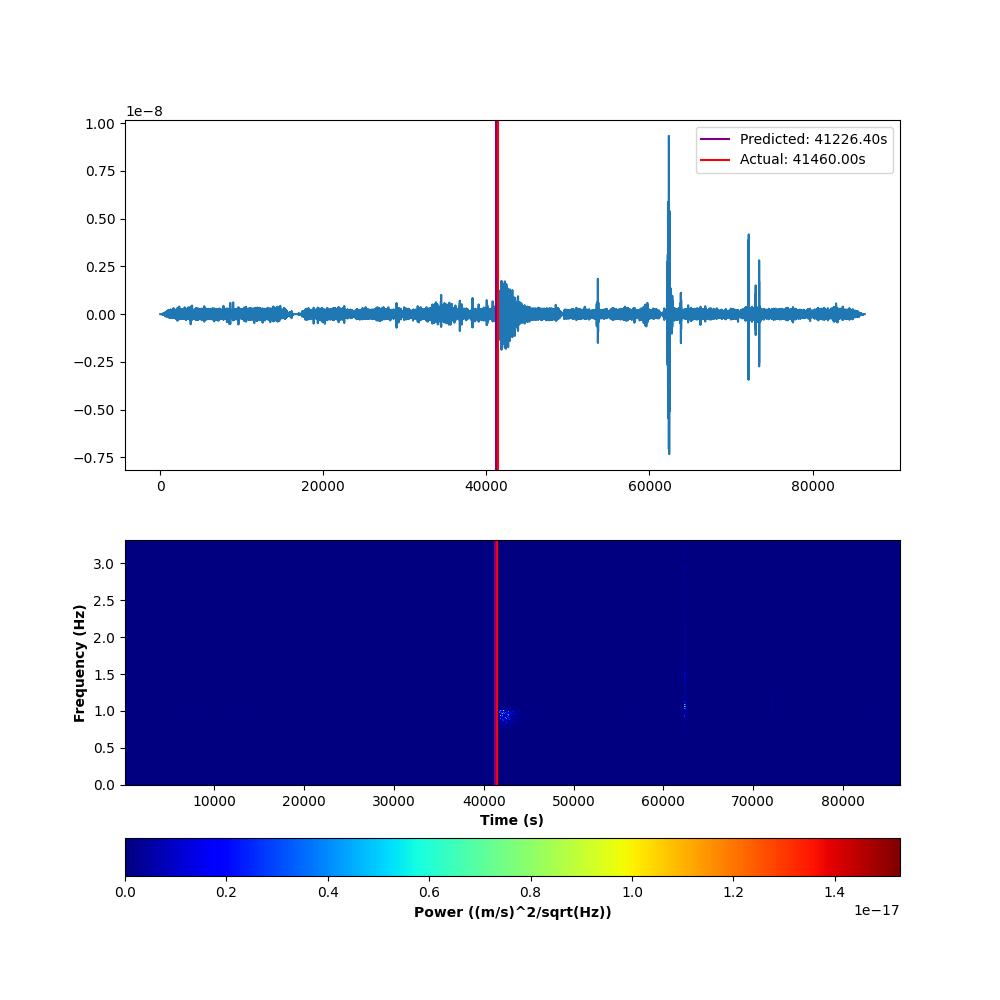 1e−8
1.00
0.75
0.50
0.25
0.00
−0.25
−0.50
−0.75
Predicted: 41226.40s
Actual: 41460.00s
0 20000 40000 60000 80000
3.0
2.5
2.0
1.5
1.0
0.5
0.0
Frequency (Hz)
10000 20000 30000 40000 50000 60000 70000 80000
Time (s)
0.0 0.2 0.4 0.6 0.8 1.0 1.2 1.4
1e−17
Power ((m/s)^2/sqrt(Hz))